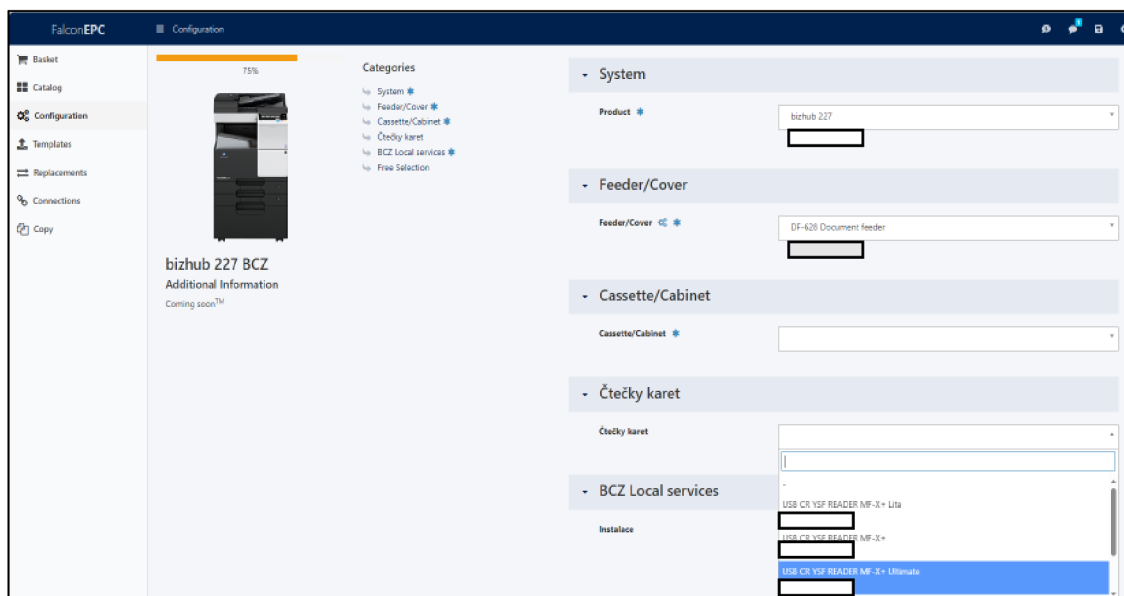 FalconEPC
Configuration
Basket
Catalog
Configuration
Templates
Replacements
Connections
Copy
75%
bizhub 227 BCZ
Additional Information
Coming soon™
Categories
System *
Feeder/Cover *
Cassette/Cabinet *
Čtečky karet
BCZ Local services *
Free Selection
System
Product *
bizhub 227
Feeder/Cover
Feeder/Cover *
DF-628 Document feeder
Cassette/Cabinet
Cassette/Cabinet *
Čtečky karet
Čtečky karet
-
USB CR YSF READER MF-X+ Lita
USB CR YSF READER MF-X+
USB CR YSF READER MF-X+ Ultimate
BCZ Local services
Instalace